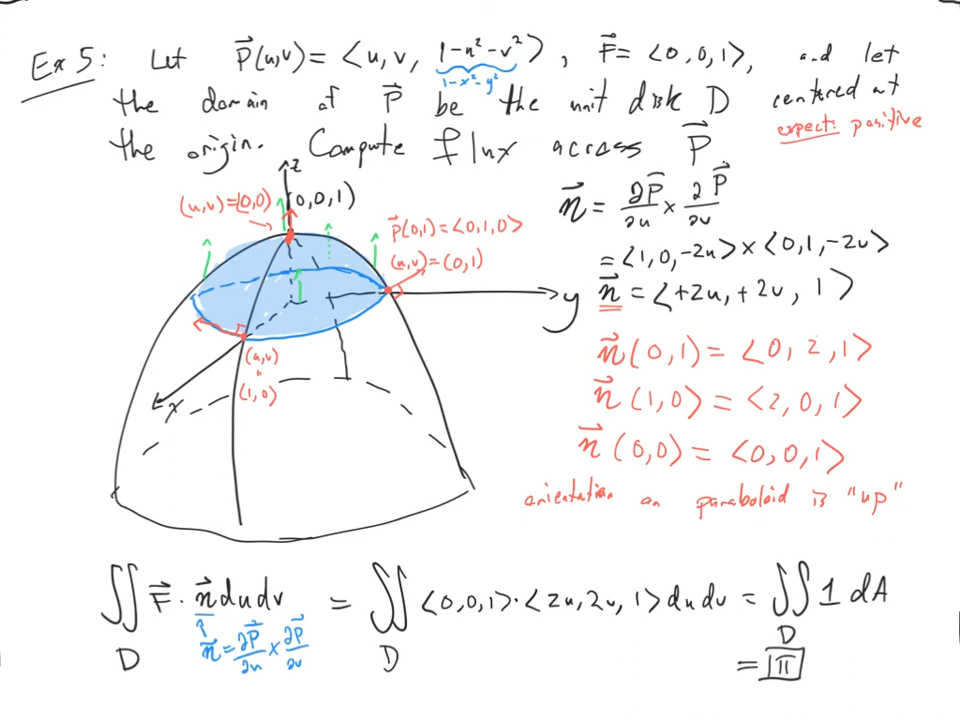 Ex 5: Let P⃗(u,v) = <u, v, 1-u²-v²>, F⃗ = <0, 0, 1>, and let
1-x²-y²
the domain of P⃗ be the unit disk D centered at
the origin. Compute flux across P⃗
expect: positive
z
(u,v)=(0,0) (0,0,1)
P⃗(0,1) = <0,1,0>
(u,v) = (0,1)
y
(u,v)
"
(1,0)
x
n⃗ = ∂P⃗/∂u × ∂P⃗/∂v
= <1, 0, -2u> × <0, 1, -2v>
n⃗ = <+2u, +2v, 1>
n⃗(0,1) = <0, 2, 1>
n⃗(1,0) = <2, 0, 1>
n⃗(0,0) = <0, 0, 1>
orientation on paraboloid is "up"
∬_D F⃗ · n⃗ du dv = ∬_D <0,0,1> · <2u, 2v, 1> du dv = ∬_D 1 dA
n⃗ = ∂P⃗/∂u × ∂P⃗/∂v
= π